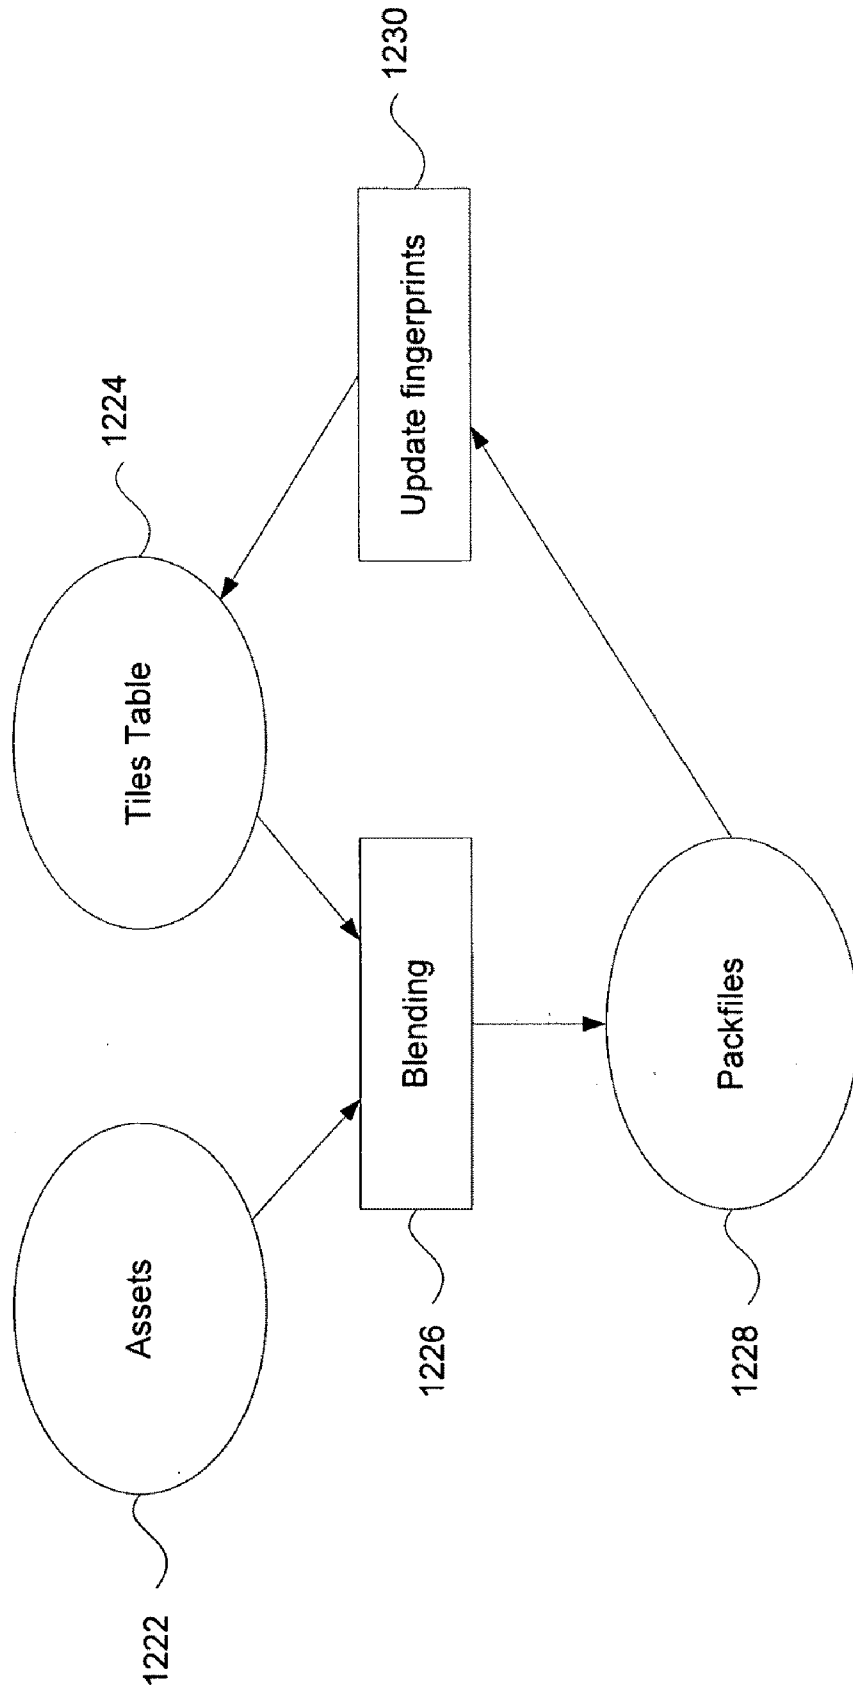 1222
Assets
Tiles Table
1224
1226
Blending
Update fingerprints
1230
1228
Packfiles